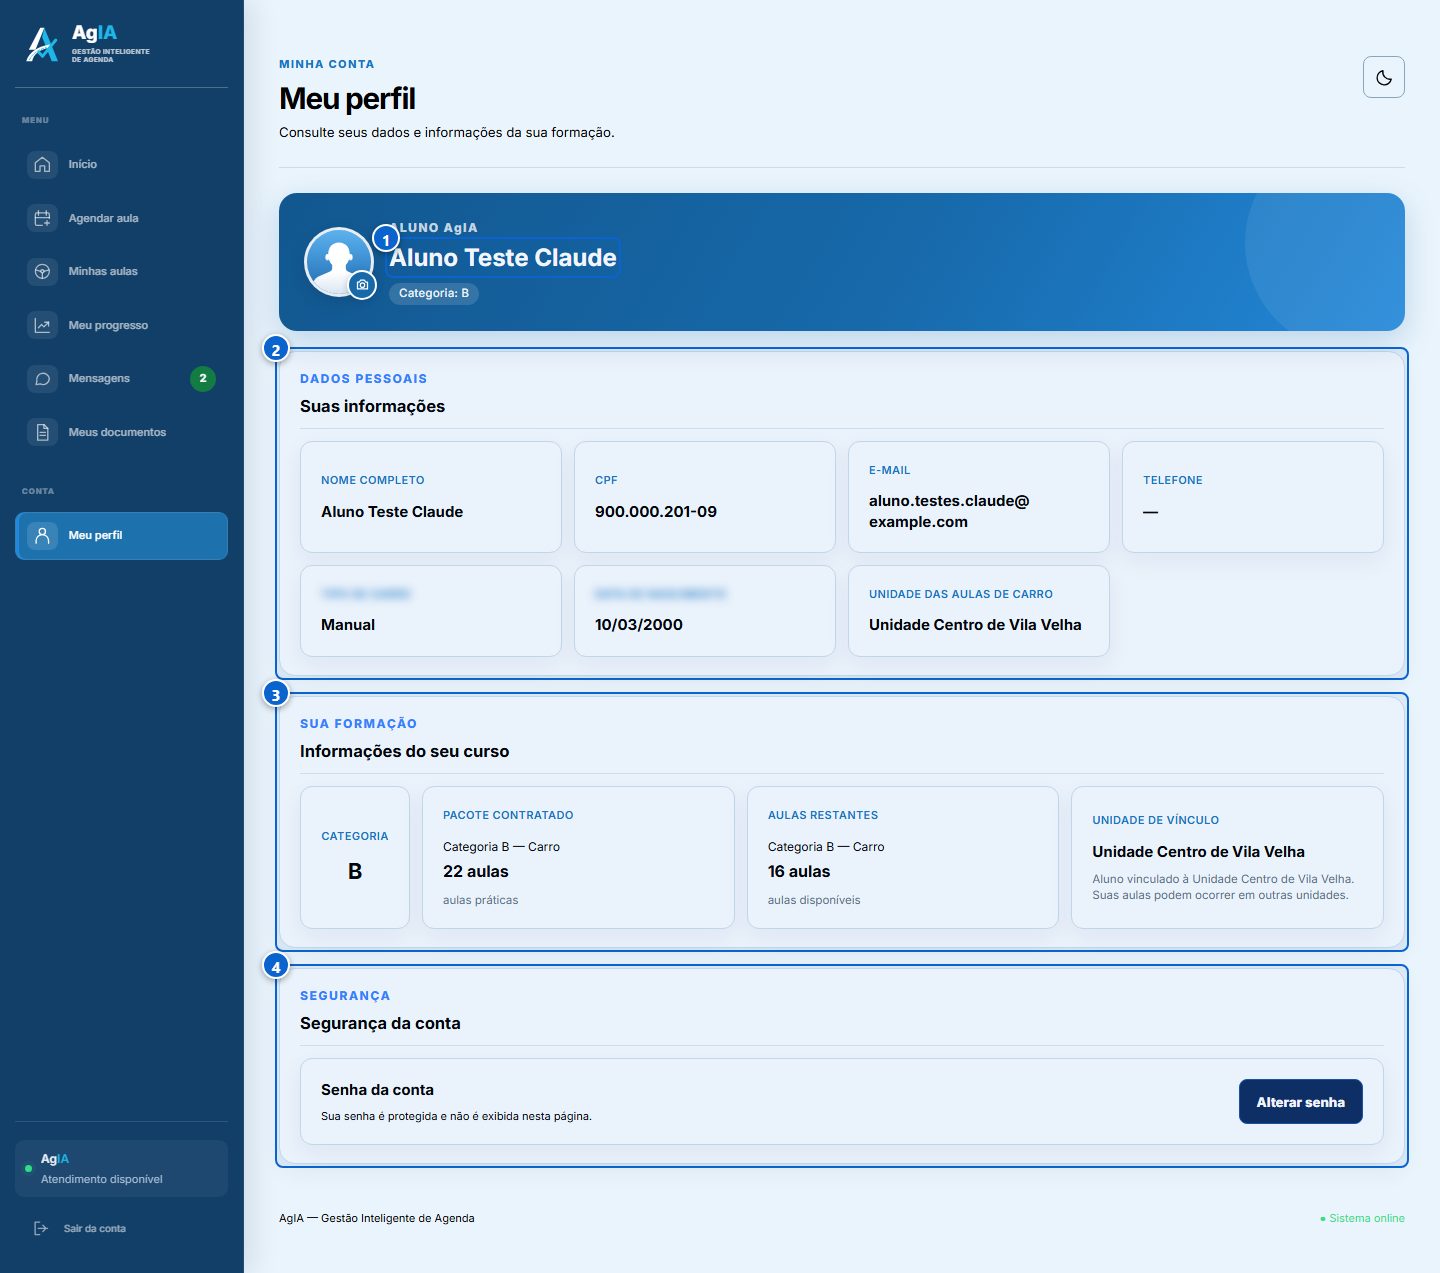 AgIA
GESTÃO INTELIGENTE
DE AGENDA
MENU
Início
Agendar aula
Minhas aulas
Meu progresso
Mensagens
2
Meus documentos
CONTA
Meu perfil
AgIA
Atendimento disponível
Sair da conta
MINHA CONTA
Meu perfil
Consulte seus dados e informações da sua formação.
1
ALUNO AgIA
Aluno Teste Claude
Categoria: B
2
DADOS PESSOAIS
Suas informações
NOME COMPLETO
Aluno Teste Claude
CPF
900.000.201-09
E-MAIL
aluno.testes.claude@
example.com
TELEFONE
—
Manual
10/03/2000
UNIDADE DAS AULAS DE CARRO
Unidade Centro de Vila Velha
3
SUA FORMAÇÃO
Informações do seu curso
CATEGORIA
B
PACOTE CONTRATADO
Categoria B — Carro
22 aulas
aulas práticas
AULAS RESTANTES
Categoria B — Carro
16 aulas
aulas disponíveis
UNIDADE DE VÍNCULO
Unidade Centro de Vila Velha
Aluno vinculado à Unidade Centro de Vila Velha.
Suas aulas podem ocorrer em outras unidades.
4
SEGURANÇA
Segurança da conta
Senha da conta
Sua senha é protegida e não é exibida nesta página.
Alterar senha
AgIA — Gestão Inteligente de Agenda
Sistema online